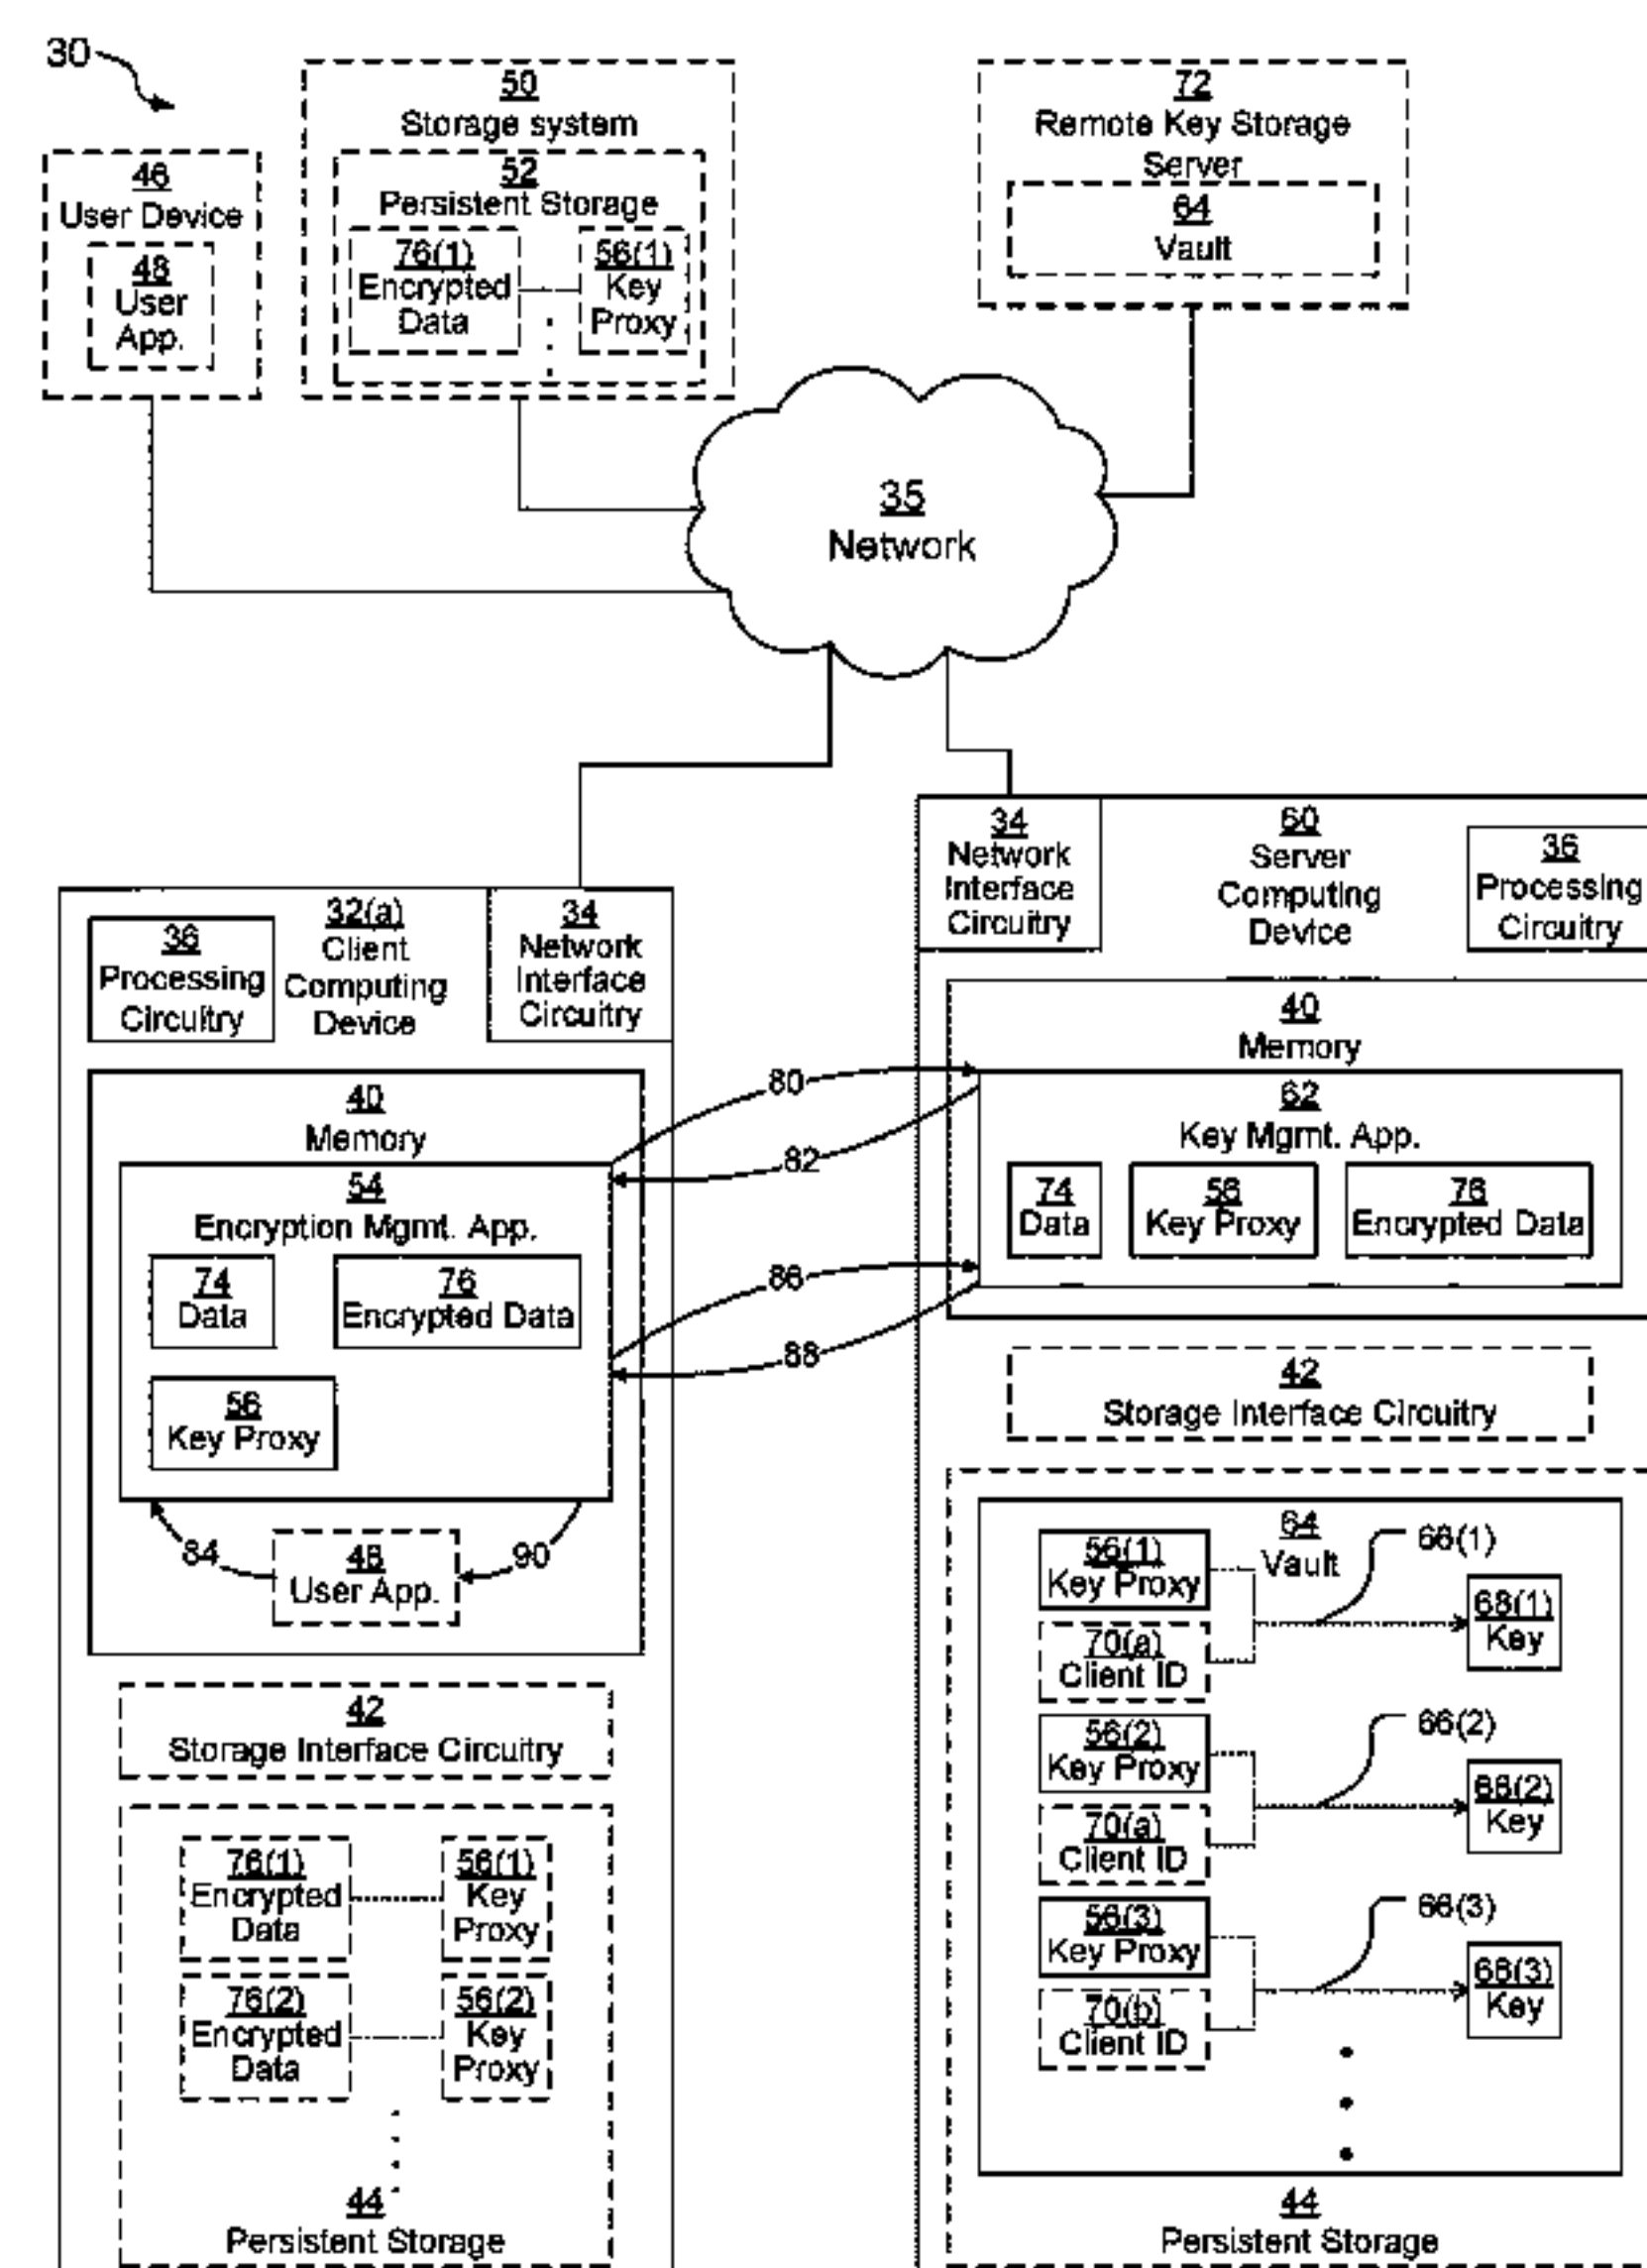 30
46
User Device
48
User
App.
50
Storage system
52
Persistent Storage
76(1)
Encrypted
Data
56(1)
Key
Proxy
72
Remote Key Storage
Server
64
Vault
35
Network
32(a)
Client
Computing
Device
36
Processing
Circuitry
34
Network
Interface
Circuitry
40
Memory
54
Encryption Mgmt. App.
74
Data
76
Encrypted Data
56
Key Proxy
84
48
User App.
90
42
Storage Interface Circuitry
76(1)
Encrypted
Data
56(1)
Key
Proxy
76(2)
Encrypted
Data
56(2)
Key
Proxy
44
Persistent Storage
80
82
86
88
34
Network
Interface
Circuitry
60
Server
Computing
Device
36
Processing
Circuitry
40
Memory
62
Key Mgmt. App.
74
Data
56
Key Proxy
76
Encrypted Data
42
Storage Interface Circuitry
64
Vault
56(1)
Key Proxy
70(a)
Client ID
66(1)
68(1)
Key
56(2)
Key Proxy
70(a)
Client ID
66(2)
68(2)
Key
56(3)
Key Proxy
70(b)
Client ID
66(3)
68(3)
Key
44
Persistent Storage